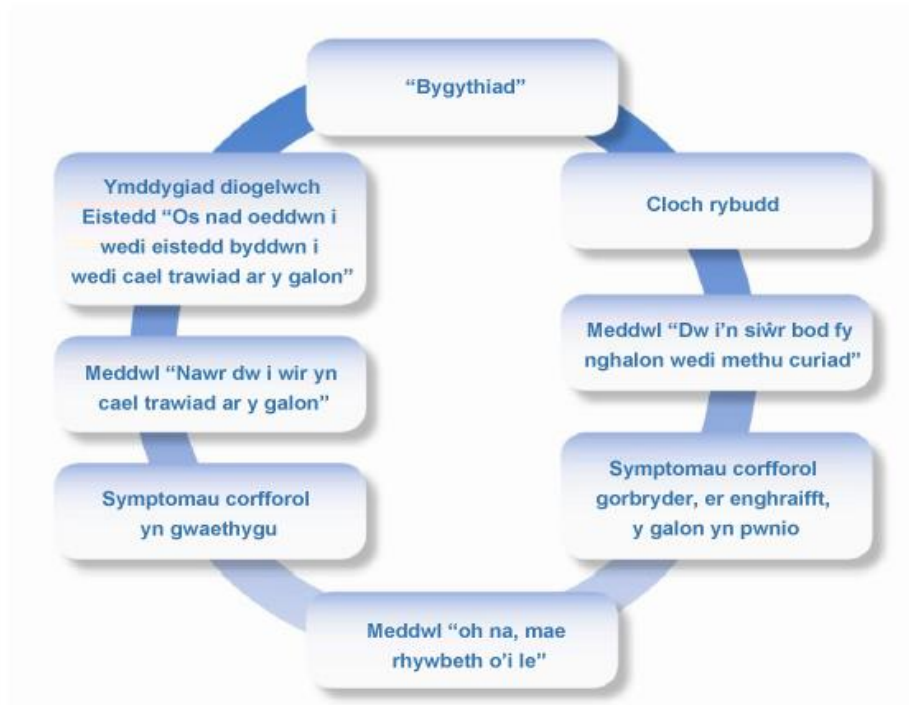 “Bygythiad”
Cloch rybudd
Meddwl “Dw i’n siŵr bod fy
nghalon wedi methu curiad”
Symptomau corfforol
gorbryder, er enghraifft,
y galon yn pwnio
Meddwl “oh na, mae
rhywbeth o’i le”
Symptomau corfforol
yn gwaethygu
Meddwl “Nawr dw i wir yn
cael trawiad ar y galon”
Ymddygiad diogelwch
Eistedd “Os nad oeddwn i
wedi eistedd byddwn i
wedi cael trawiad ar y galon”